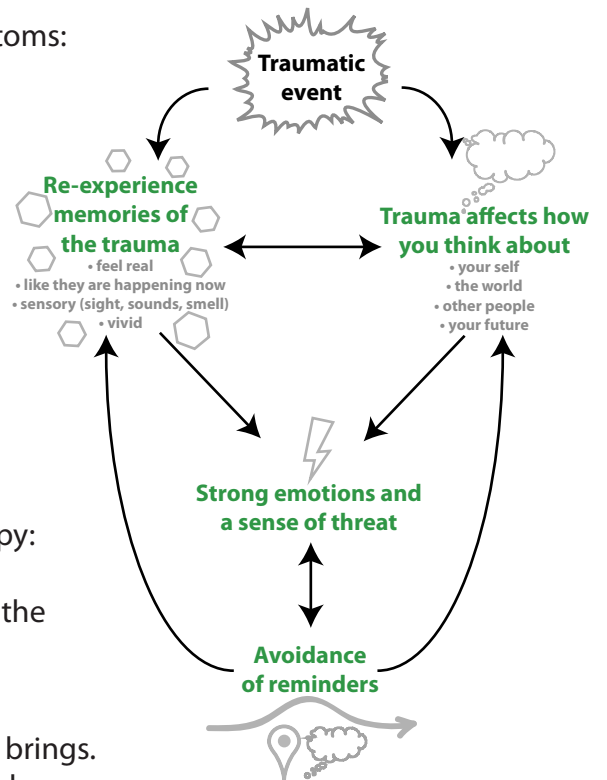 toms:
Traumatic
event
Re-experience
memories of
the trauma
• feel real
• like they are happening now
• sensory (sight, sounds, smell)
• vivid
Trauma affects how
you think about
• your self
• the world
• other people
• your future
Strong emotions and
a sense of threat
py:
the
Avoidance
of reminders
brings.